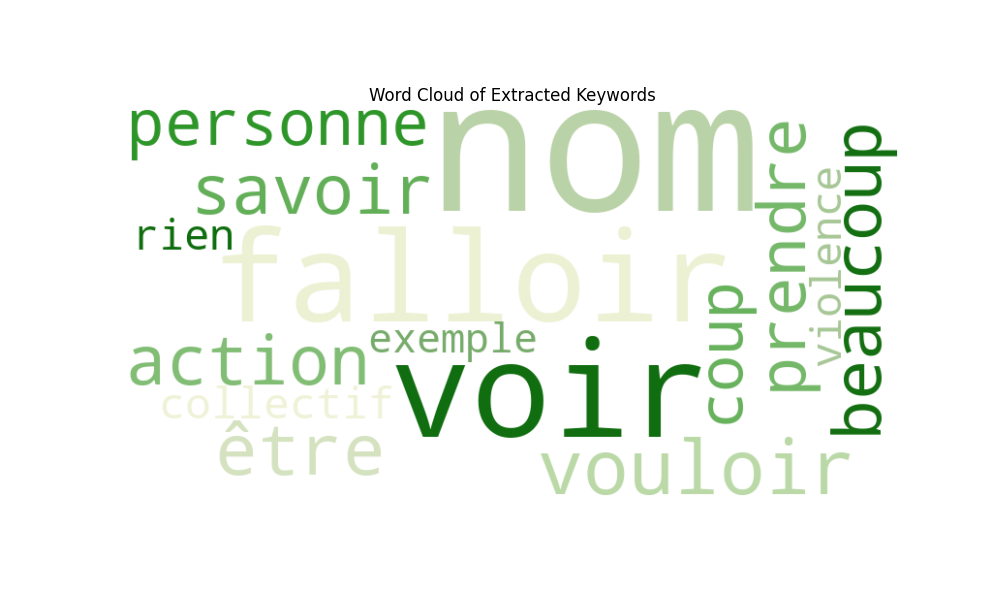 Word Cloud of Extracted Keywords
personne
nom
savoir
rien
falloir
prendre
violence
beaucoup
coup
exemple
action
voir
collectif
être
vouloir